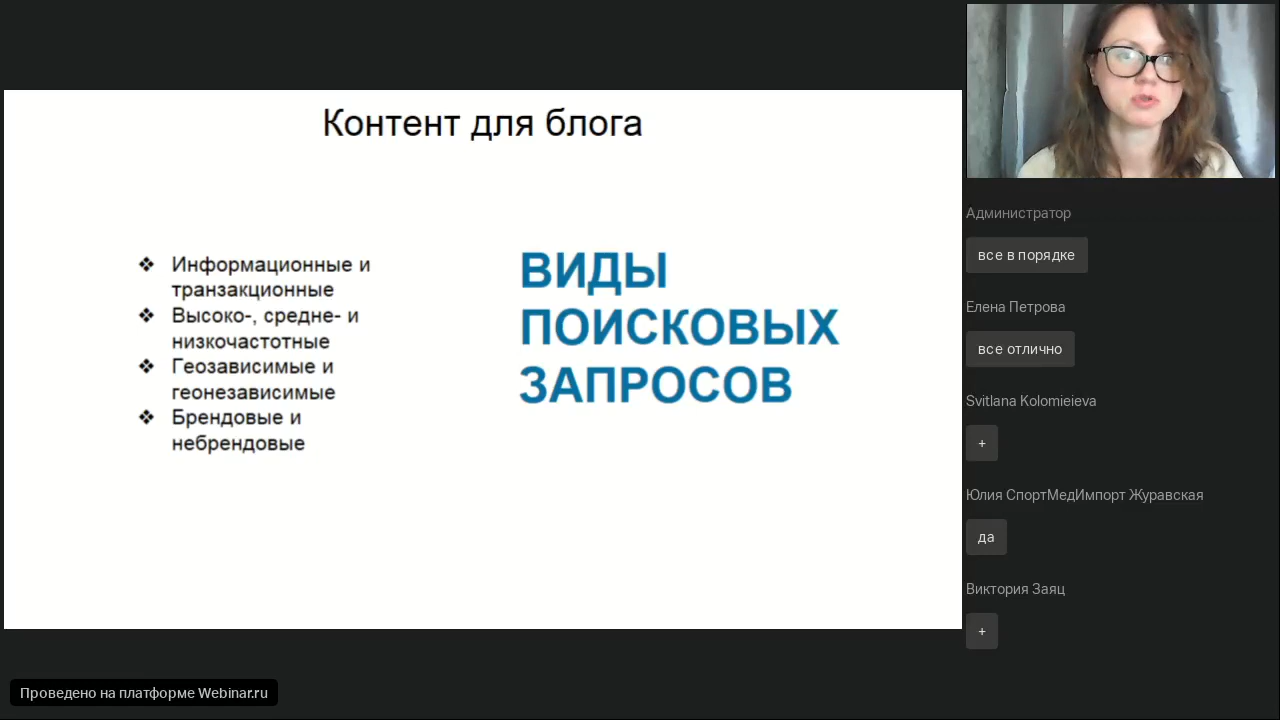 Контент для блога
❖ Информационные и
транзакционные
❖ Высоко-, средне- и
низкочастотные
❖ Геозависимые и
геонезависимые
❖ Брендовые и
небрендовые
ВИДЫ
ПОИСКОВЫХ
ЗАПРОСОВ
Администратор
все в порядке
Елена Петрова
все отлично
Svitlana Kolomieieva
+
Юлия СпортМедИмпорт Журавская
да
Виктория Заяц
+
Проведено на платформе Webinar.ru